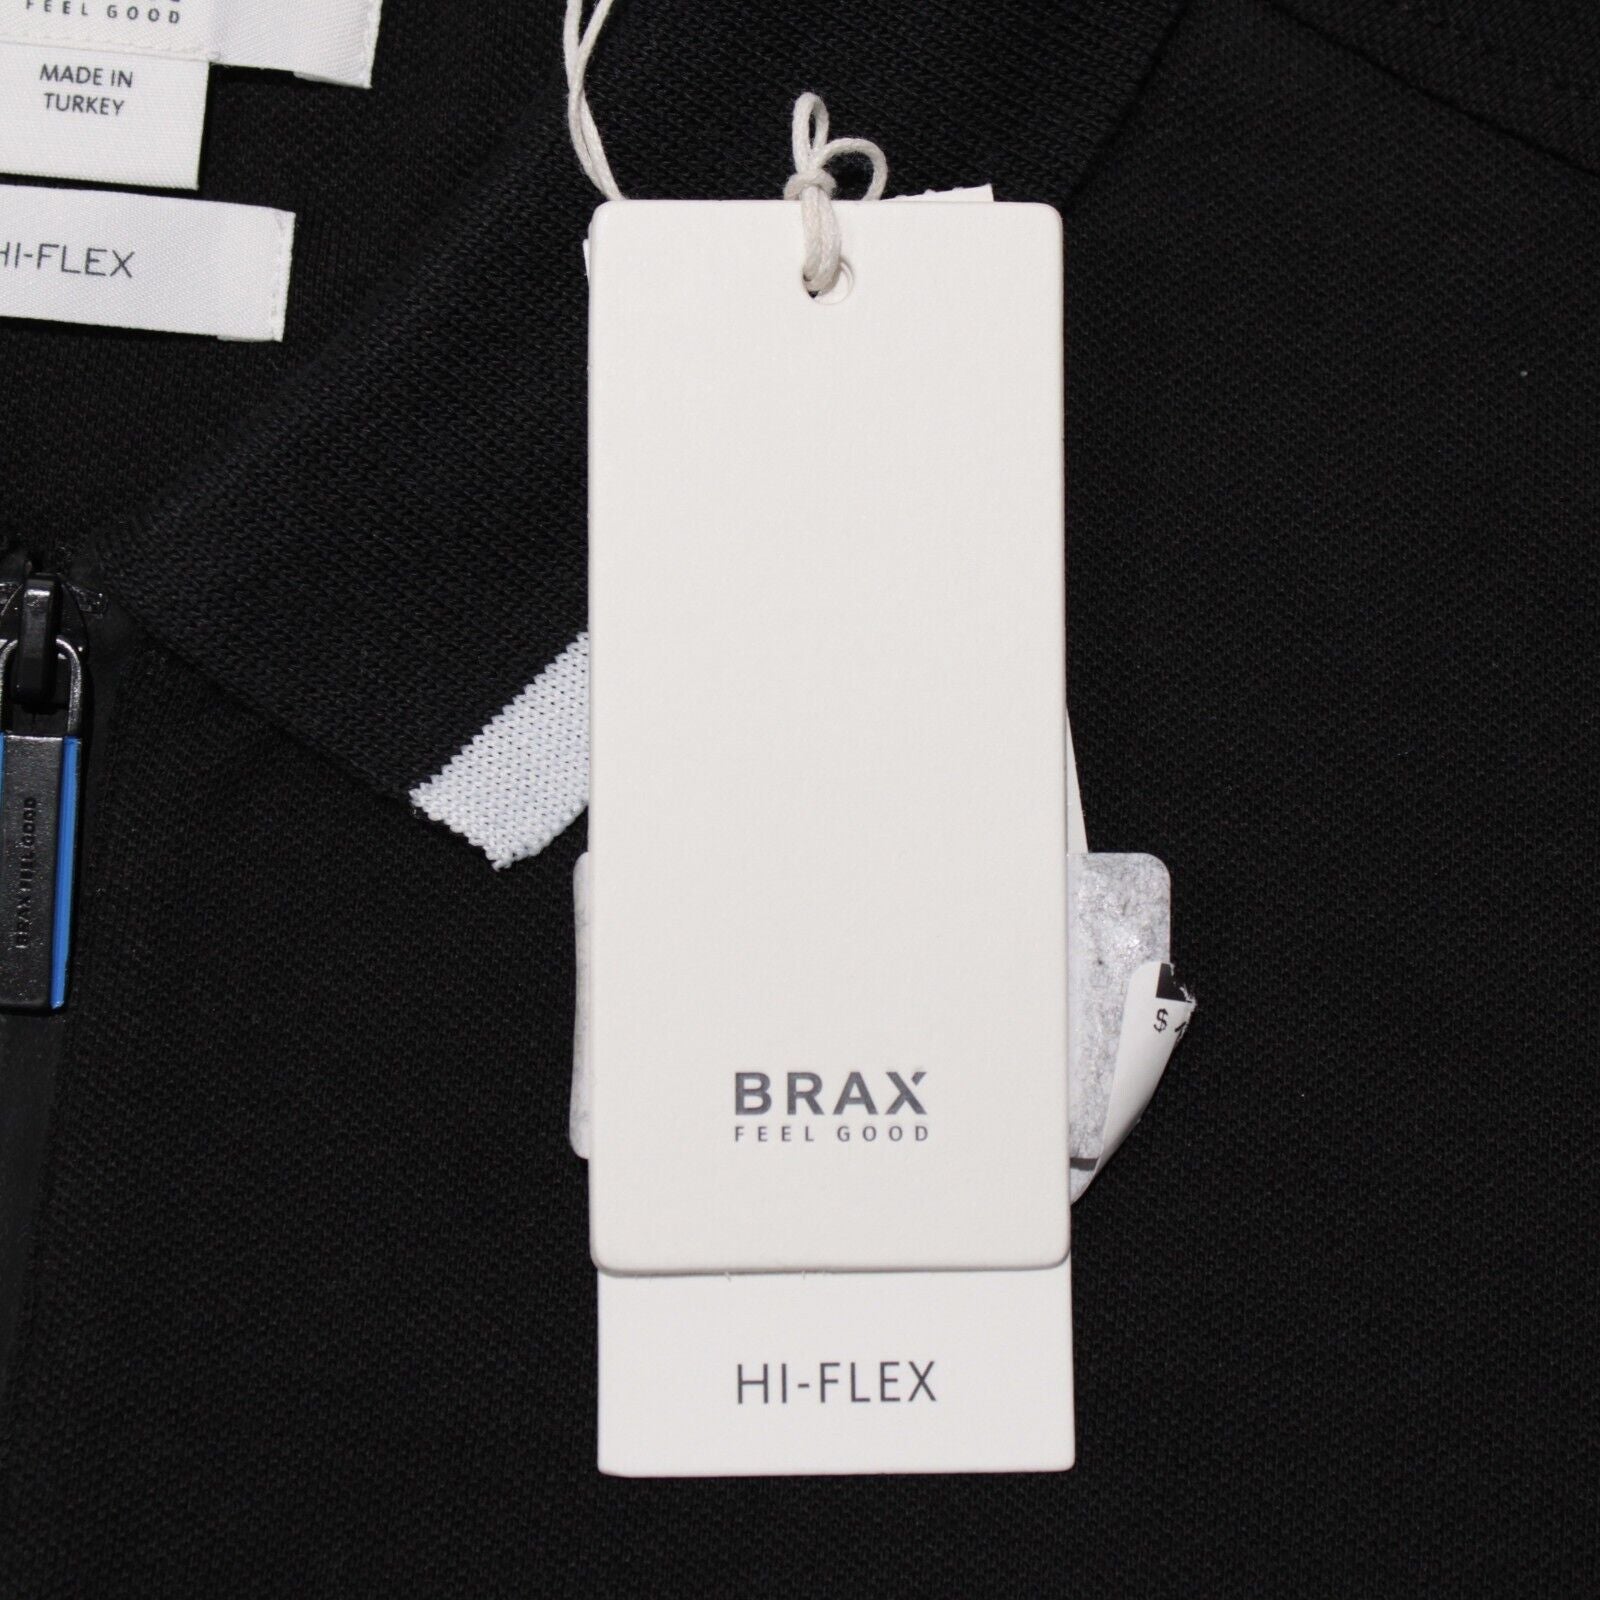 FEEL GOOD
MADE IN
TURKEY
HI-FLEX
BRAX FEEL GOOD
$
BRAX
FEEL GOOD
HI-FLEX